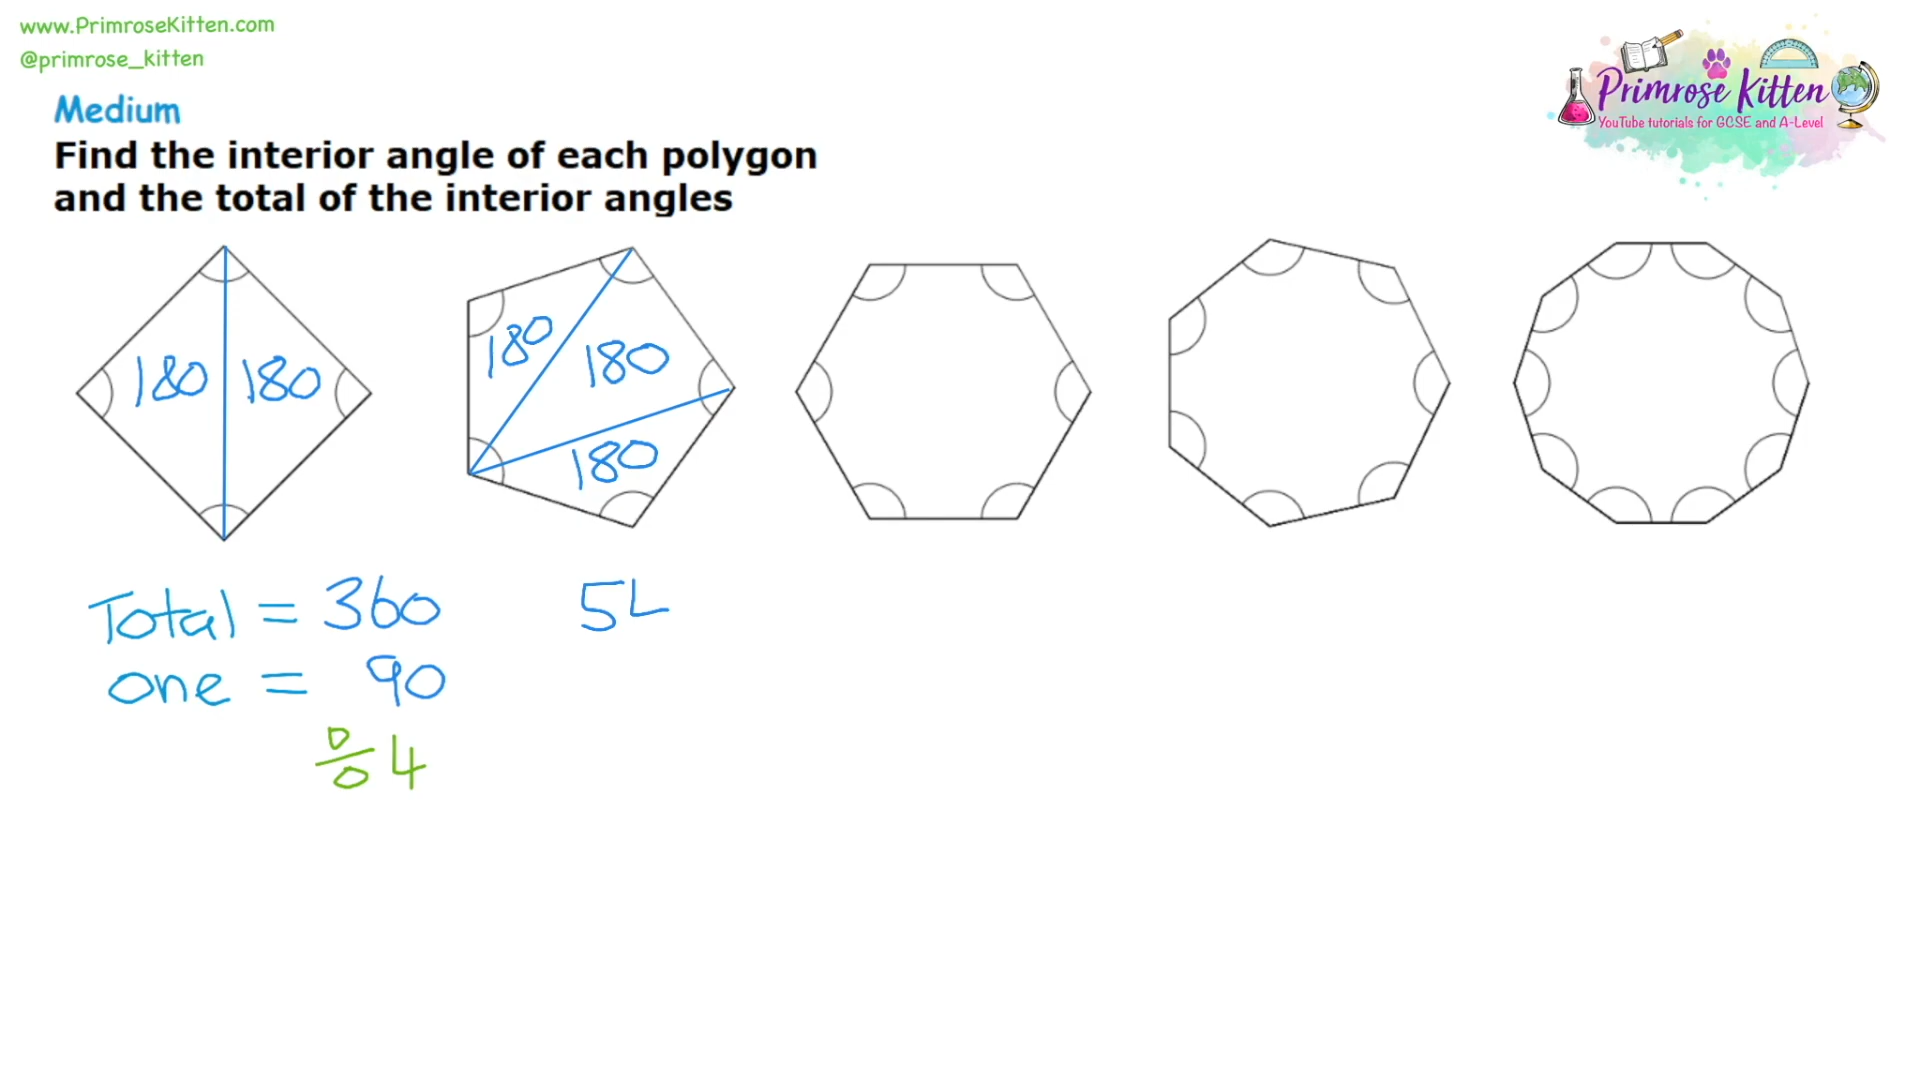 www.PrimroseKitten.com
@primrose_kitten
Primrose Kitten
YouTube tutorials for GCSE and A-Level
Medium
Find the interior angle of each polygon
and the total of the interior angles
180 180
180 180
180
Total = 360
one = 90
÷ 4